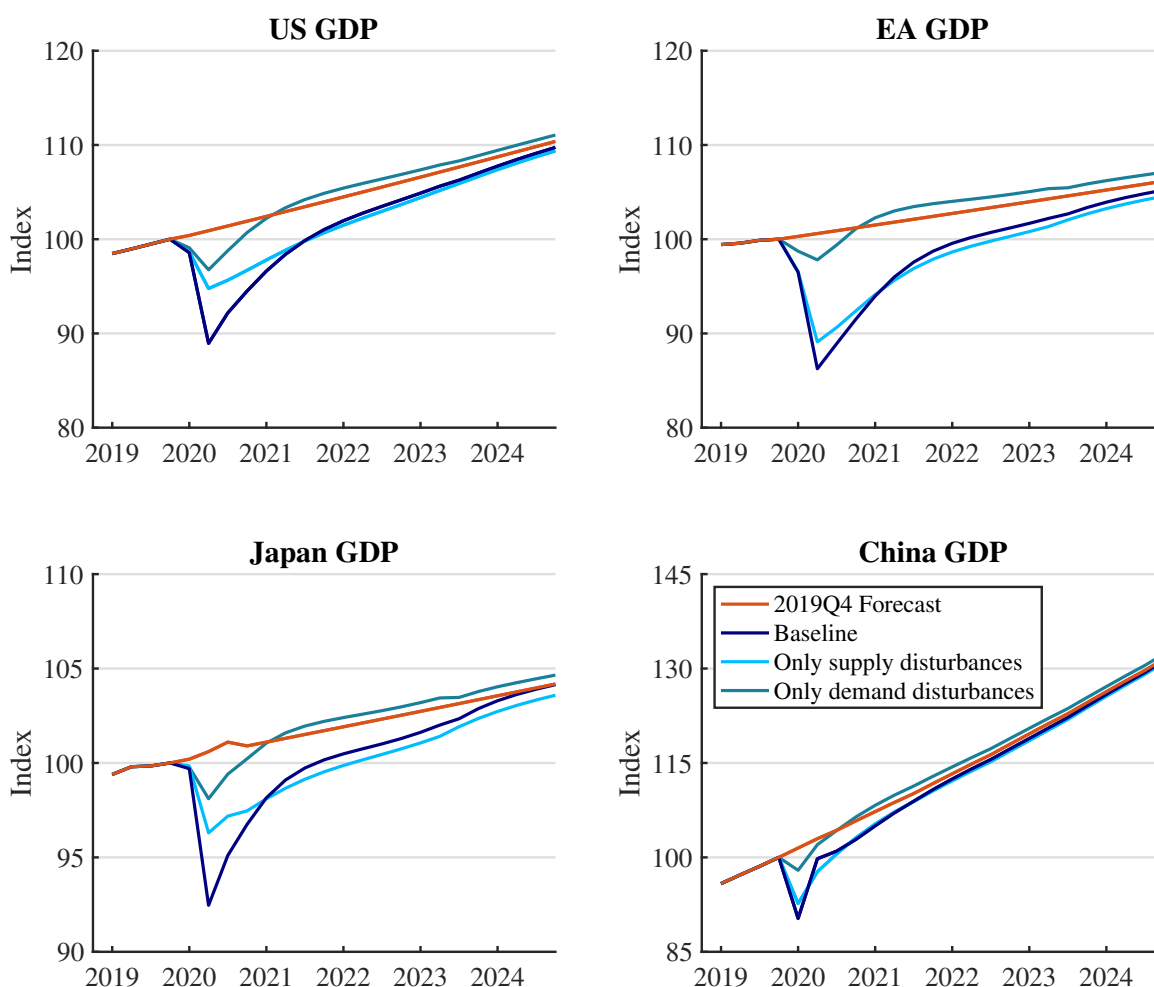 US GDP
120
110
100
90
80
Index
2019 2020 2021 2022 2023 2024
EA GDP
120
110
100
90
80
Index
2019 2020 2021 2022 2023 2024
Japan GDP
110
105
100
95
90
Index
2019 2020 2021 2022 2023 2024
China GDP
145
130
115
100
85
Index
2019Q4 Forecast
Baseline
Only supply disturbances
Only demand disturbances
2019 2020 2021 2022 2023 2024